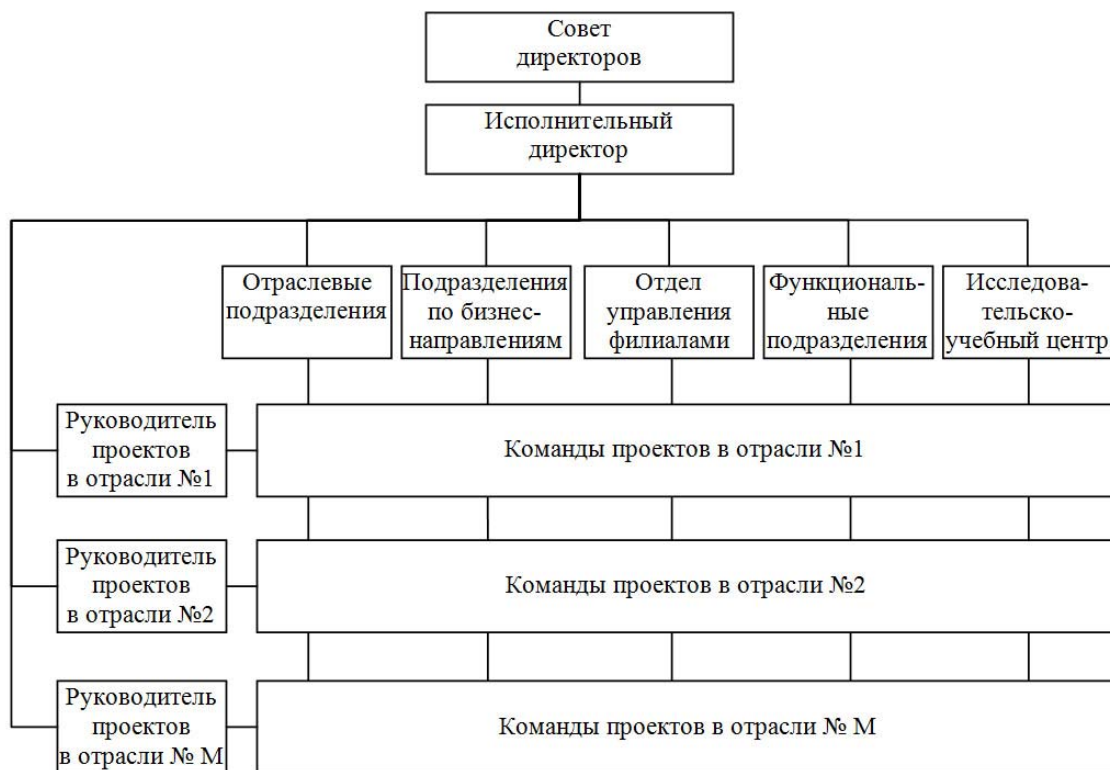 Совет
директоров
Исполнительный
директор
Отраслевые
подразделения
Подразделения
по бизнес-
направлениям
Отдел
управления
филиалами
Функциональ-
ные
подразделения
Исследова-
тельско-
учебный центр
Руководитель
проектов
в отрасли №1
Команды проектов в отрасли №1
Руководитель
проектов
в отрасли №2
Команды проектов в отрасли №2
Руководитель
проектов
в отрасли № М
Команды проектов в отрасли № М